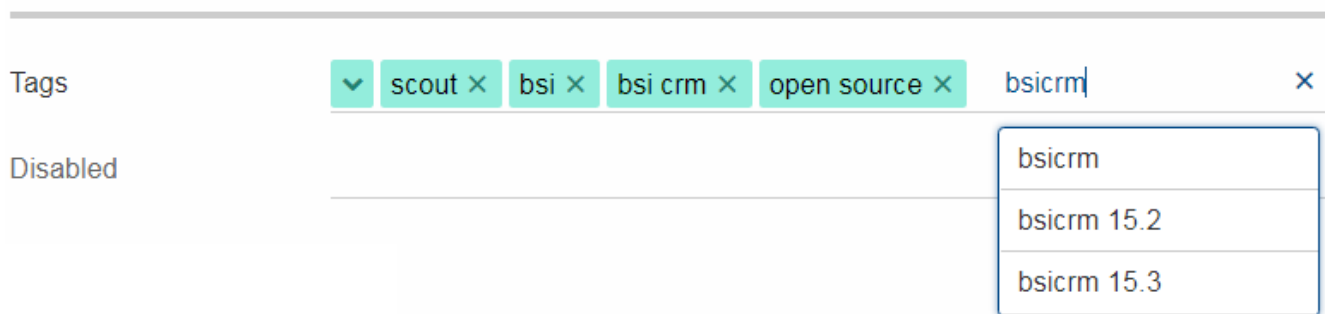 Tags scout bsi bsi crm open source bsicrm
Disabled
bsicrm
bsicrm 15.2
bsicrm 15.3